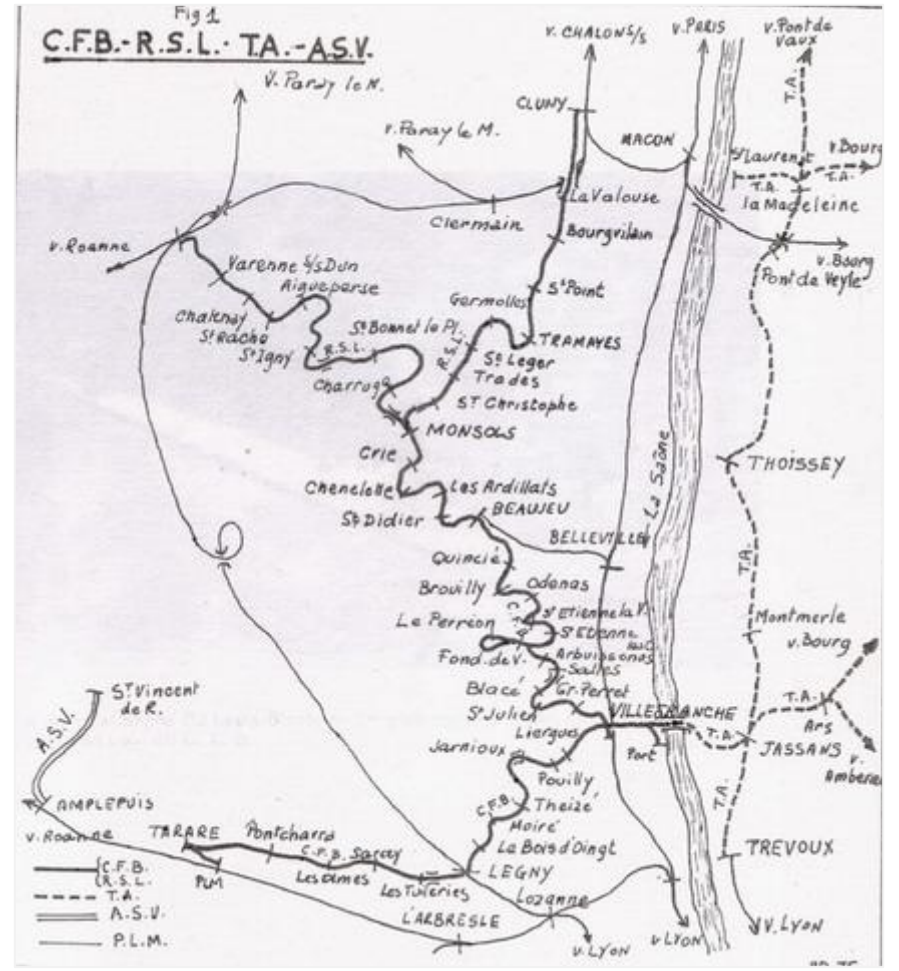 Fig 1
C.F.B.-R.S.L.-T.A.-A.S.V.
V. Paray le M.
v. Paray le M.
v. CHALON S/S
v. PARIS
v. Pont de Vaux
T.A.
CLUNY
MACON
St Laurent
v Bourg
T.A.
T.A.
la Madeleine
La Valouse
Clermain
v. Roanne
Bourgvilain
v. Bourg
Pont de Veyle
Varenne s/s Dun
Aigueperse
St Point
Germolles
Chatenay
St Racho
St Igny
St Bonnet le
R.S.L.
R.S.L.
TRAMAYES
St Leger
Trades
Charruga
St Christophe
MONSOLS
La Saône
THOISSEY
Crie
Chenelette
Les Ardillats
St Didier
BEAUJEU
BELLEVILLE
T.A.
Quincié
Brouilly
Odenas
C.F.B.
St Etienne la V.
St Etienne
Le Perréon
Fond. de V.
Arbuissonas
Salles
Montmerle
v. Bourg
Blacé
Gr. Perret
St Julien
VILLEFRANCHE
T.A.
Ars
St Vincent
de R.
A.S.V.
Liergues
Port
T.A.
JASSANS
v.
Jarnioux
Pouilly
T.A.
AMPLEPUIS
C.F.B.
Theizé
Moiré
v. Roanne
TARARE
Pontcharra
C.F.B.
Le Bois d'Oingt
TREVOUX
PLM
Les Olmes
Les Tuileries
LEGNY
Lozanne
L'ARBRESLE
v. LYON
v LYON
V. LYON
C.F.B.
R.S.L.
T.A.
A.S.V.
P.L.M.